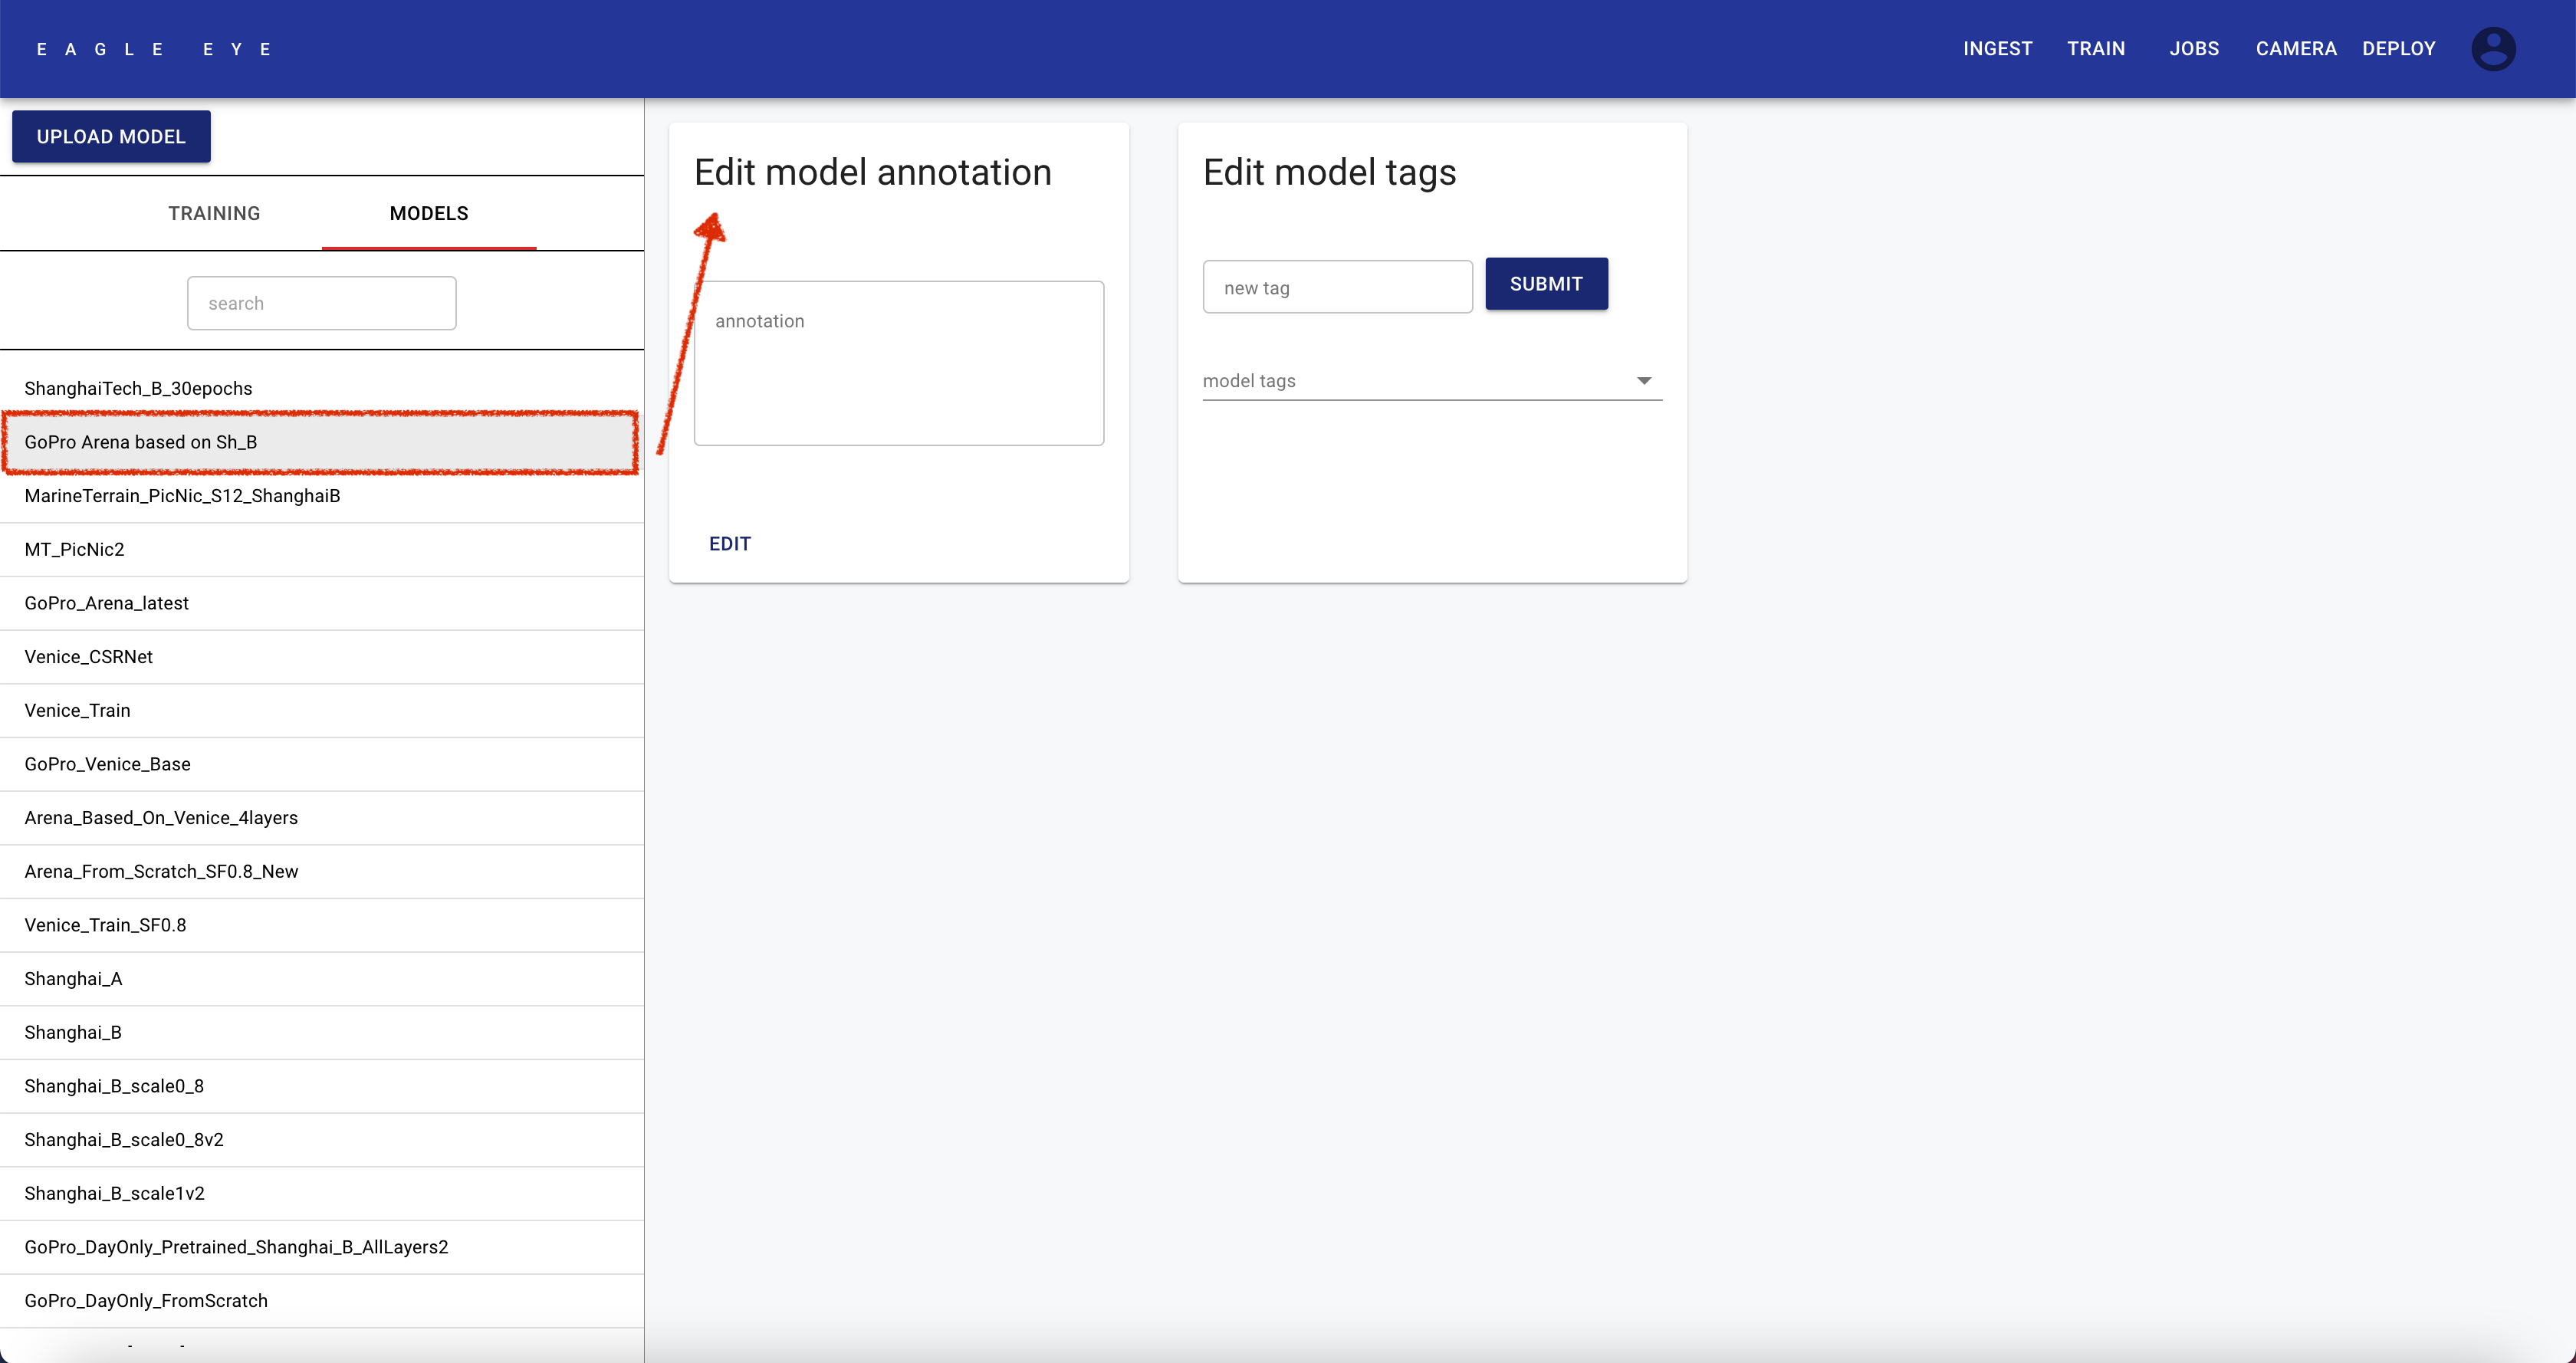 EAGLE EYE
INGEST TRAIN JOBS CAMERA DEPLOY
UPLOAD MODEL
TRAINING MODELS
search
ShanghaiTech_B_30epochs
GoPro Arena based on Sh_B
MarineTerrain_PicNic_S12_ShanghaiB
MT_PicNic2
GoPro_Arena_latest
Venice_CSRNet
Venice_Train
GoPro_Venice_Base
Arena_Based_On_Venice_4layers
Arena_From_Scratch_SF0.8_New
Venice_Train_SF0.8
Shanghai_A
Shanghai_B
Shanghai_B_scale0_8
Shanghai_B_scale0_8v2
Shanghai_B_scale1v2
GoPro_DayOnly_Pretrained_Shanghai_B_AllLayers2
GoPro_DayOnly_FromScratch
Edit model annotation
annotation
EDIT
Edit model tags
new tag
SUBMIT
model tags